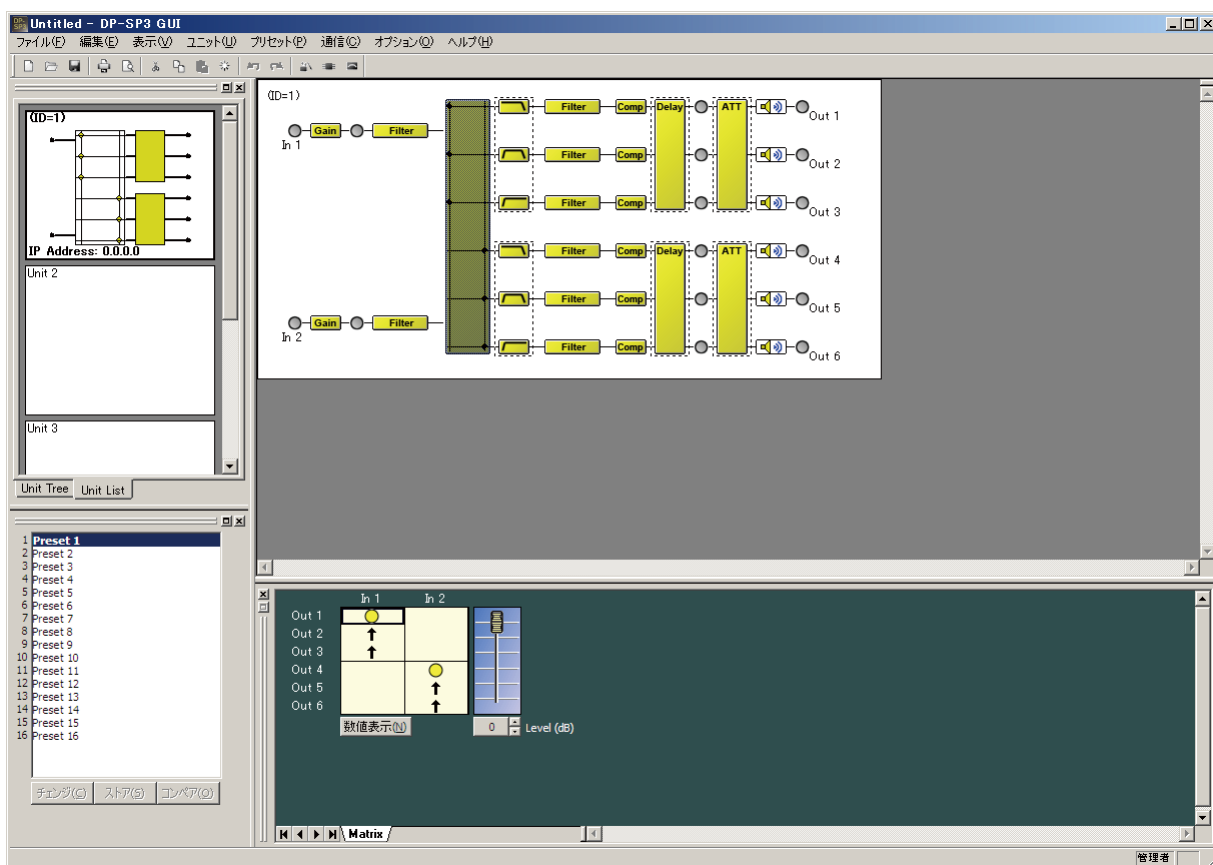 DP-SP3
Untitled - DP-SP3 GUI
ファイル(F) 編集(E) 表示(V) ユニット(U) プリセット(P) 通信(C) オプション(O) ヘルプ(H)
(ID=1)
IP Address: 0.0.0.0
Unit 2
Unit 3
Unit Tree Unit List
1 Preset 1
2 Preset 2
3 Preset 3
4 Preset 4
5 Preset 5
6 Preset 6
7 Preset 7
8 Preset 8
9 Preset 9
10 Preset 10
11 Preset 11
12 Preset 12
13 Preset 13
14 Preset 14
15 Preset 15
16 Preset 16
チェンジ(C) ストア(S) コンペア(O)
(ID=1)
Filter Comp Delay ATT Out 1
Gain Filter
In 1
Filter Comp Out 2
Filter Comp Out 3
Filter Comp Delay ATT Out 4
Filter Comp Out 5
Gain Filter
In 2
Filter Comp Out 6
In 1 In 2
Out 1
Out 2
Out 3
Out 4
Out 5
Out 6
数値表示(N) 0 Level (dB)
Matrix
管理者